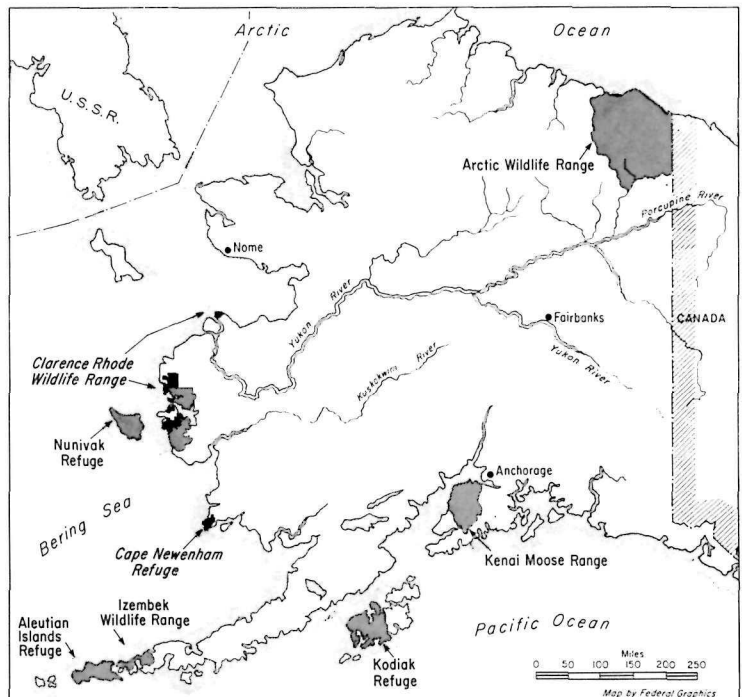 Arctic
Ocean
U.S.S.R.
Arctic Wildlife Range
Porcupine River
Nome
Yukon River
Fairbanks
CANADA
Clarence Rhode
Wildlife Range
Yukon River
Kuskokwim River
Nunivak
Refuge
Anchorage
Bering Sea
Cape Newenham
Refuge
Kenai Moose Range
Izembek
Wildlife Range
Aleutian
Islands
Refuge
Pacific Ocean
Kodiak
Refuge
Miles
0 50 100 150 200 250
Map by Federal Graphics